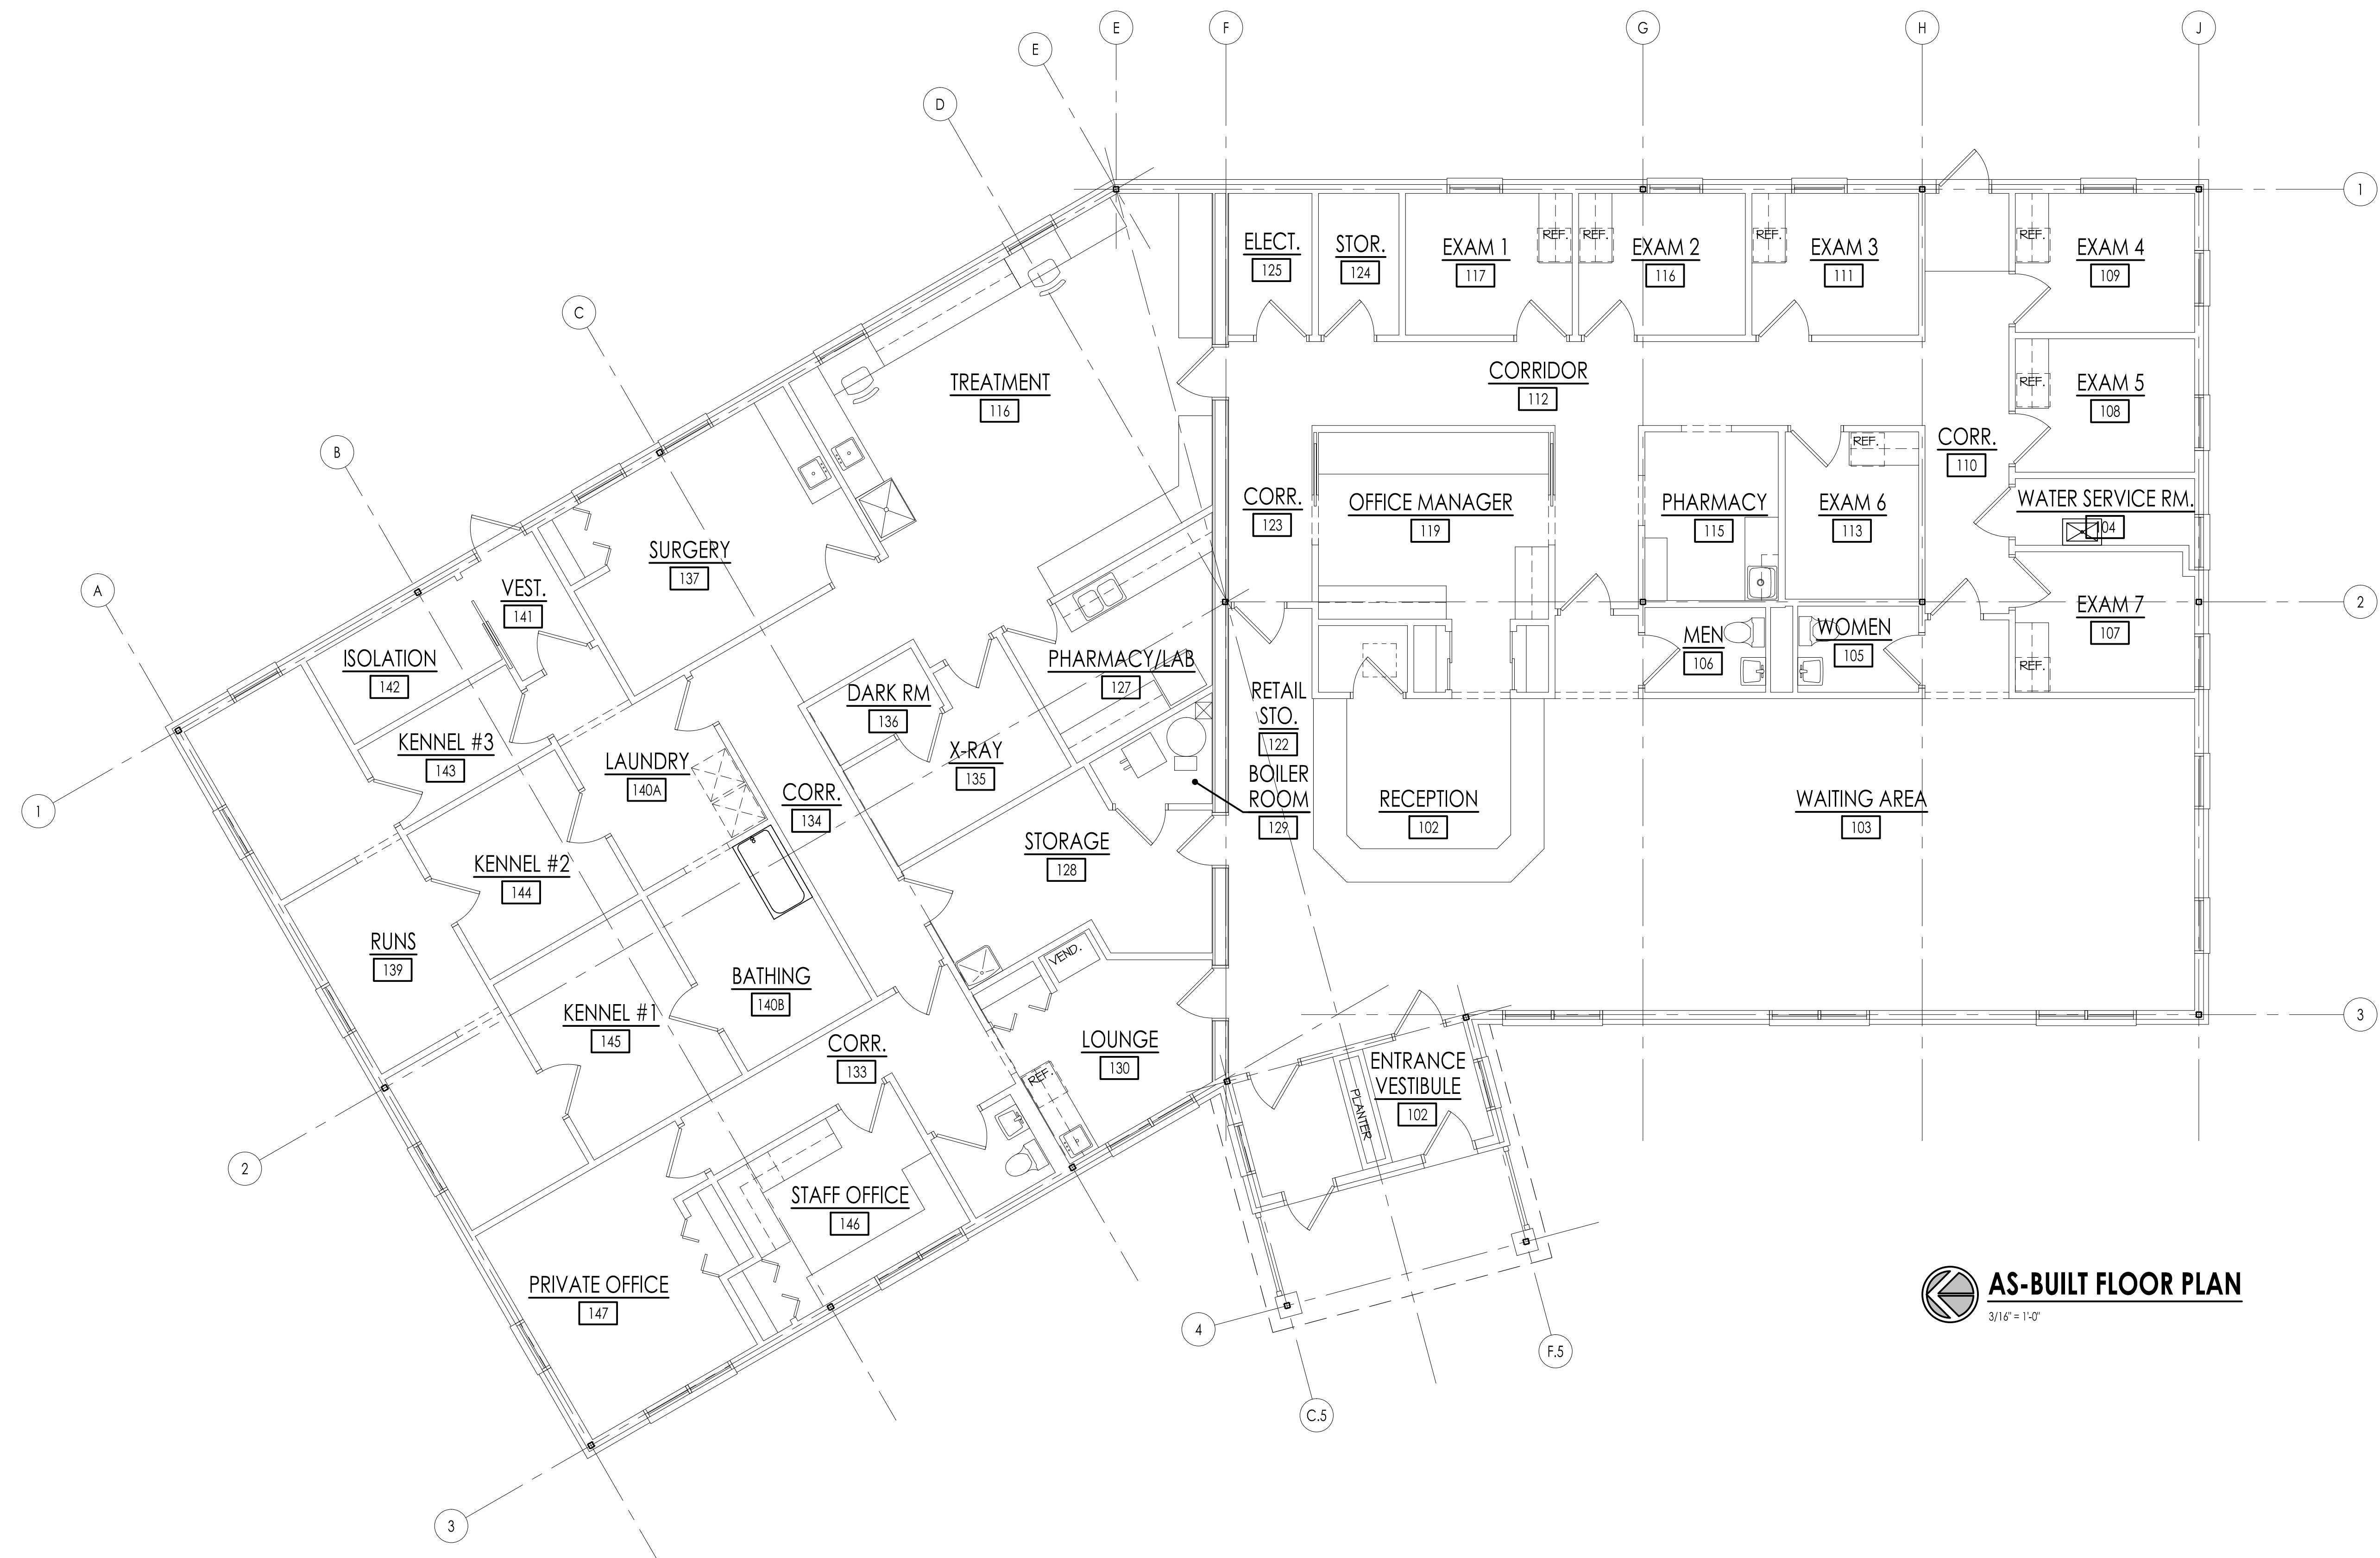 E
F
G
H
J
E
D
C
B
A
1
1
2
2
3
3
4
C.5
F.5
ELECT.
125
STOR.
124
EXAM 1
117
REF.
REF.
EXAM 2
116
REF.
EXAM 3
111
REF.
EXAM 4
109
TREATMENT
116
CORRIDOR
112
REF.
EXAM 5
108
CORR.
123
OFFICE MANAGER
119
PHARMACY
115
REF.
EXAM 6
113
CORR.
110
WATER SERVICE RM.
104
SURGERY
137
VEST.
141
ISOLATION
142
PHARMACY/LAB
127
MEN
106
WOMEN
105
EXAM 7
107
REF.
DARK RM
136
KENNEL #3
143
LAUNDRY
140A
X-RAY
135
CORR.
134
RETAIL
STO.
122
BOILER
ROOM
129
RECEPTION
102
WAITING AREA
103
STORAGE
128
KENNEL #2
144
RUNS
139
VEND.
BATHING
140B
KENNEL #1
145
CORR.
133
LOUNGE
130
REF.
ENTRANCE
VESTIBULE
102
PLANTER
STAFF OFFICE
146
PRIVATE OFFICE
147
AS-BUILT FLOOR PLAN
3/16" = 1'-0"